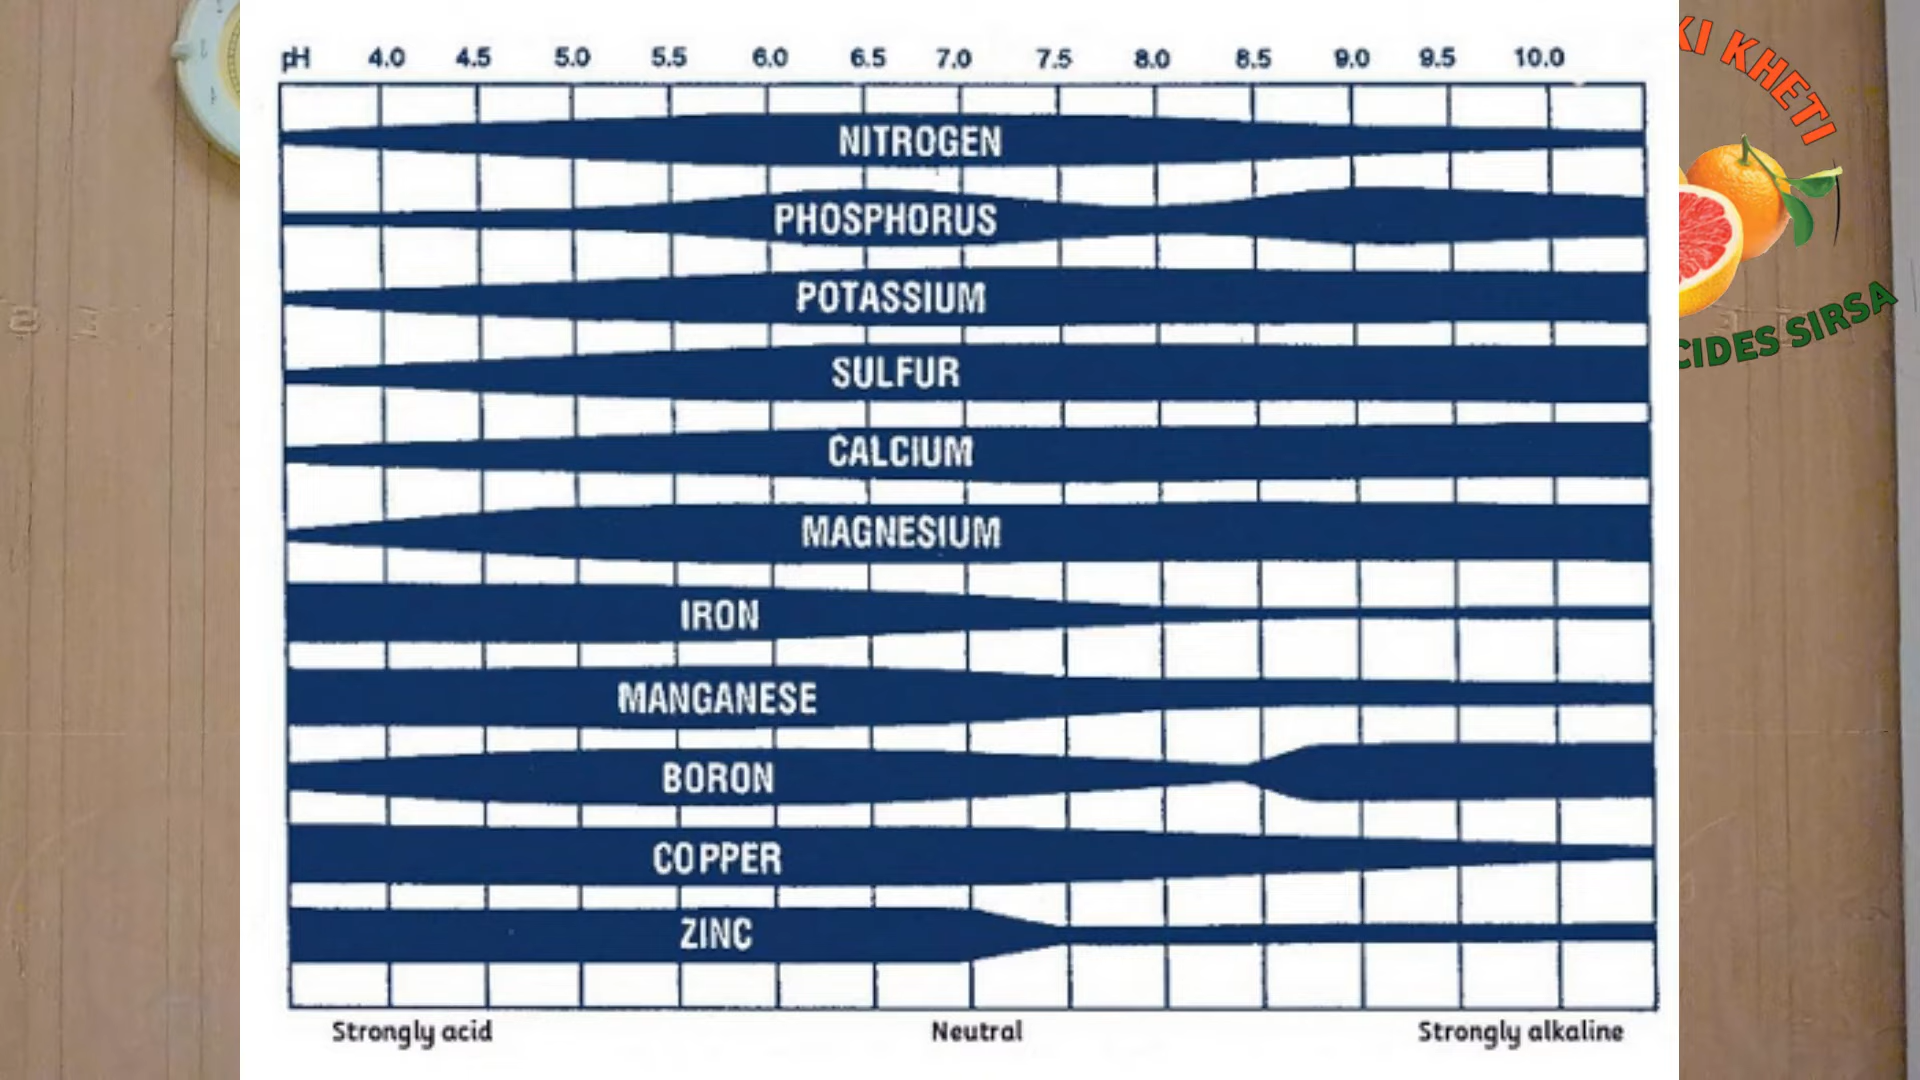 pH 4.0 4.5 5.0 5.5 6.0 6.5 7.0 7.5 8.0 8.5 9.0 9.5 10.0
NITROGEN
PHOSPHORUS
POTASSIUM
SULFUR
CALCIUM
MAGNESIUM
IRON
MANGANESE
BORON
COPPER
ZINC
Strongly acid Neutral Strongly alkaline
KI KHETI
CIDES SIRSA